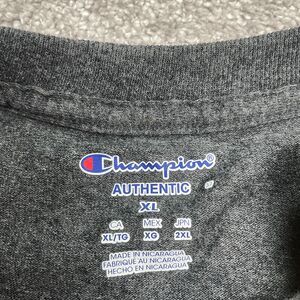 Champion
AUTHENTIC
XL
CA MEX JPN
XL/TG XG 2XL
MADE IN NICARAGUA
FABRIQUÉ AU NICARAGUA
HECHO EN NICARAGUA